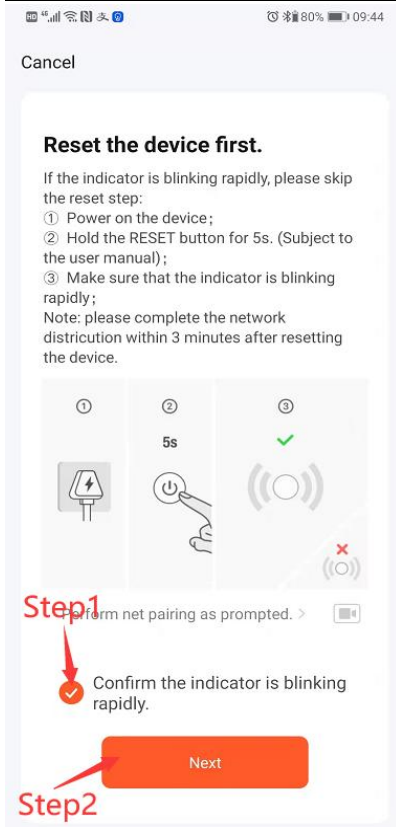 HD 46 80% 09:44
Cancel
Reset the device first.
If the indicator is blinking rapidly, please skip
the reset step:
① Power on the device;
② Hold the RESET button for 5s. (Subject to
the user manual);
③ Make sure that the indicator is blinking
rapidly;
Note: please complete the network
districution within 3 minutes after resetting
the device.
① ② ③
5s
Step1
Perform net pairing as prompted. >
Confirm the indicator is blinking
rapidly.
Next
Step2